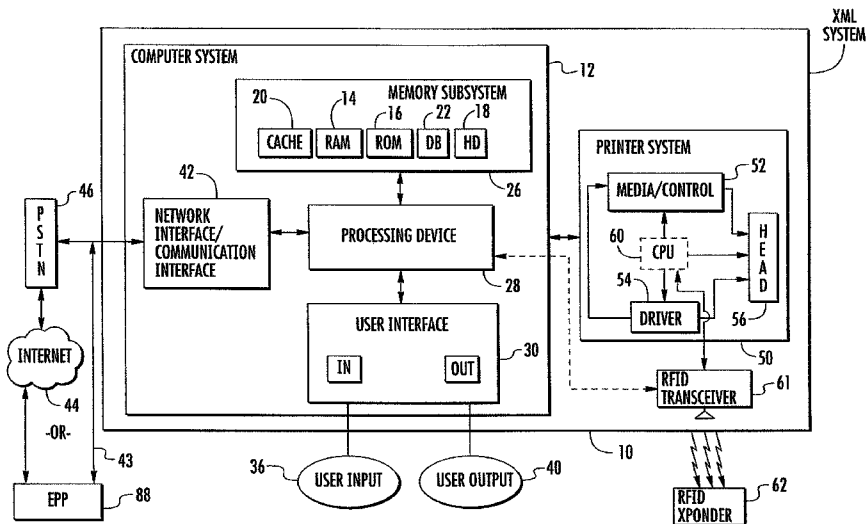 XML
SYSTEM
COMPUTER SYSTEM
12
MEMORY SUBSYSTEM
20
14
16
22
18
CACHE
RAM
ROM
DB
HD
26
PRINTER SYSTEM
52
MEDIA/CONTROL
46
PSTN
42
NETWORK
INTERFACE/
COMMUNICATION
INTERFACE
PROCESSING DEVICE
28
60
CPU
HEAD
54
DRIVER
56
50
USER INTERFACE
IN
OUT
30
INTERNET
44
-OR-
43
RFID
TRANSCEIVER
61
10
36
USER INPUT
USER OUTPUT
40
EPP
88
RFID
XPONDER
62